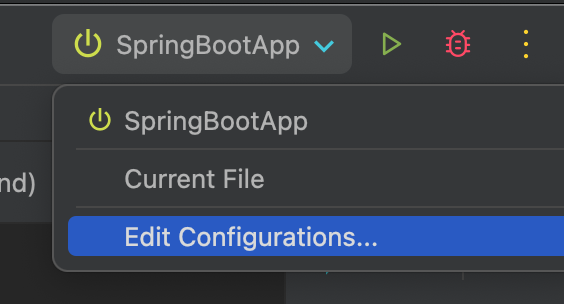 SpringBootApp
SpringBootApp
nd)
Current File
Edit Configurations...